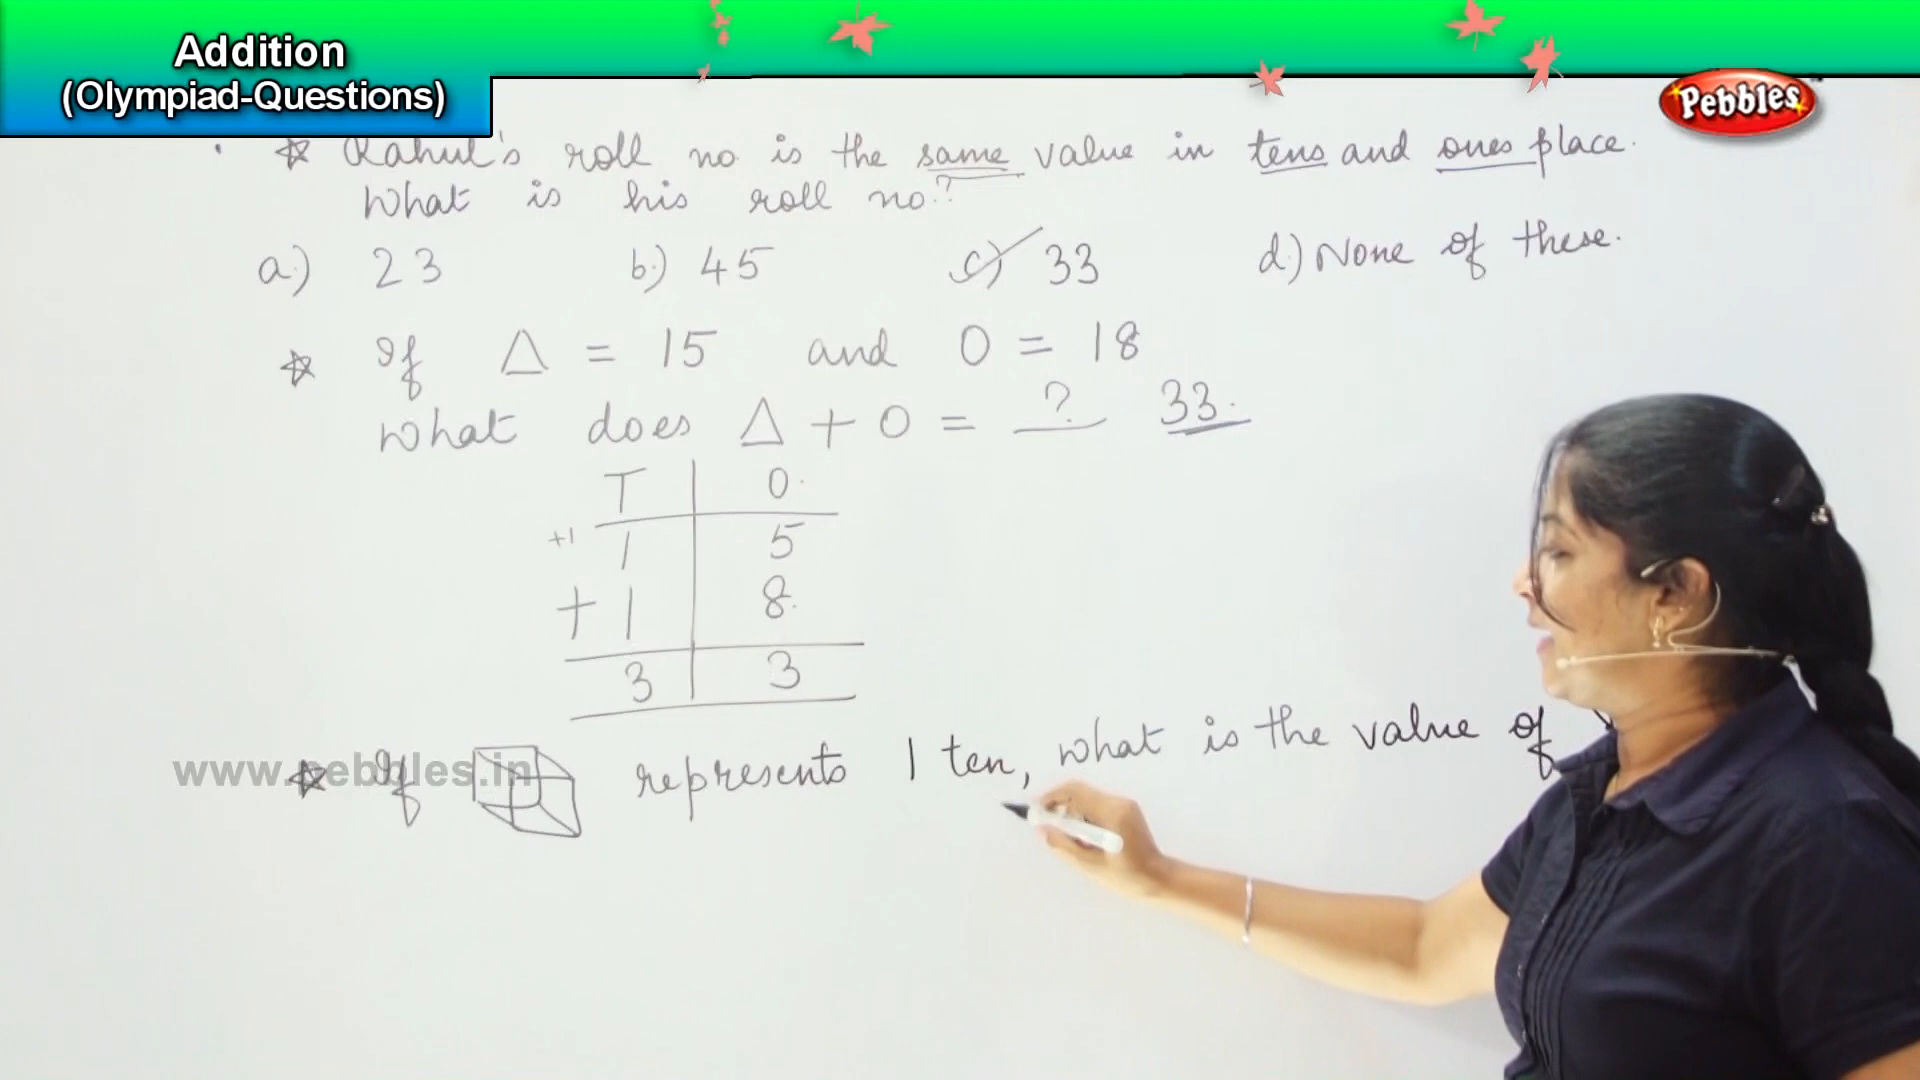 Addition
(Olympiad-Questions)
Pebbles
☆ Rahul's roll no. is the same value in tens and ones place.
What is his roll no.?
a.) 23 b.) 45 c.) 33 d.) None of these.
☆ If △ = 15 and O = 18
What does △ + O = ? 33.
T O.
+1 1 5
+ 1 8.
3 3
☆ If represents 1 ten, what is the value of
www.pebbles.in